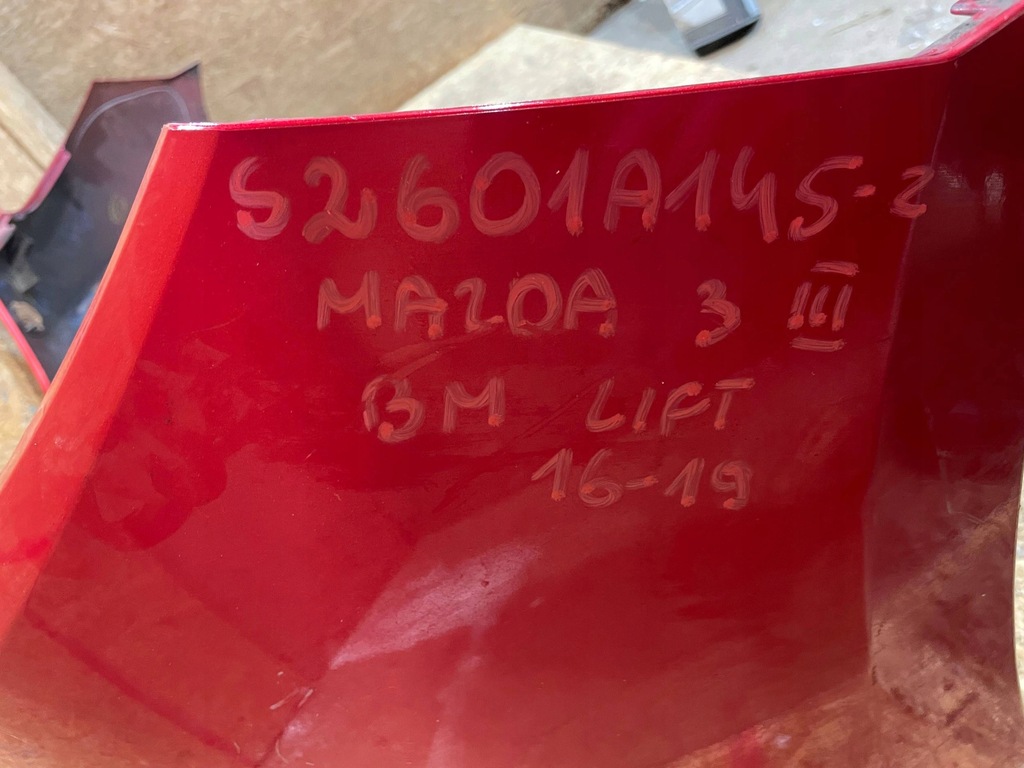 S2601A145-2
MAZDA 3 III
BM LIFT
16-19